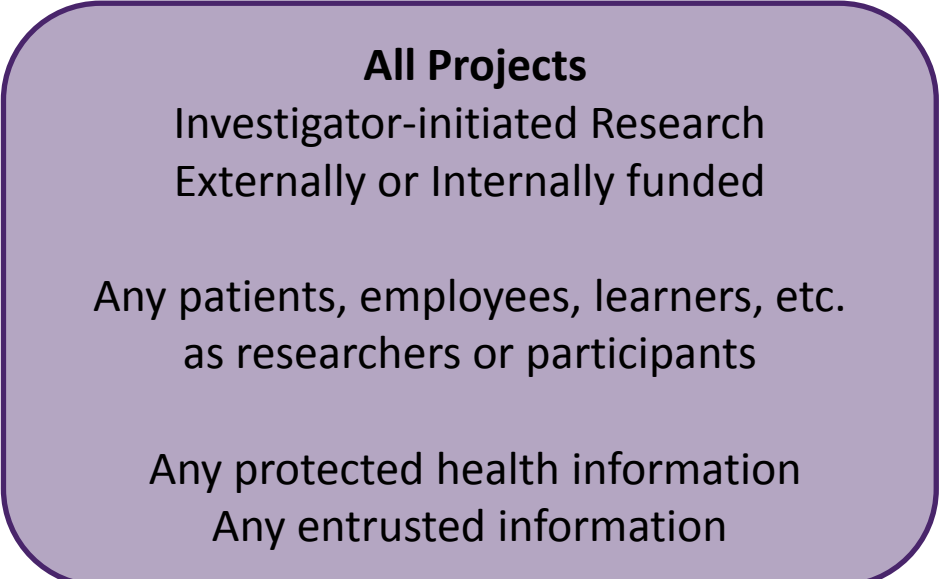 All Projects
Investigator-initiated Research
Externally or Internally funded
Any patients, employees, learners, etc.
as researchers or participants
Any protected health information
Any entrusted information